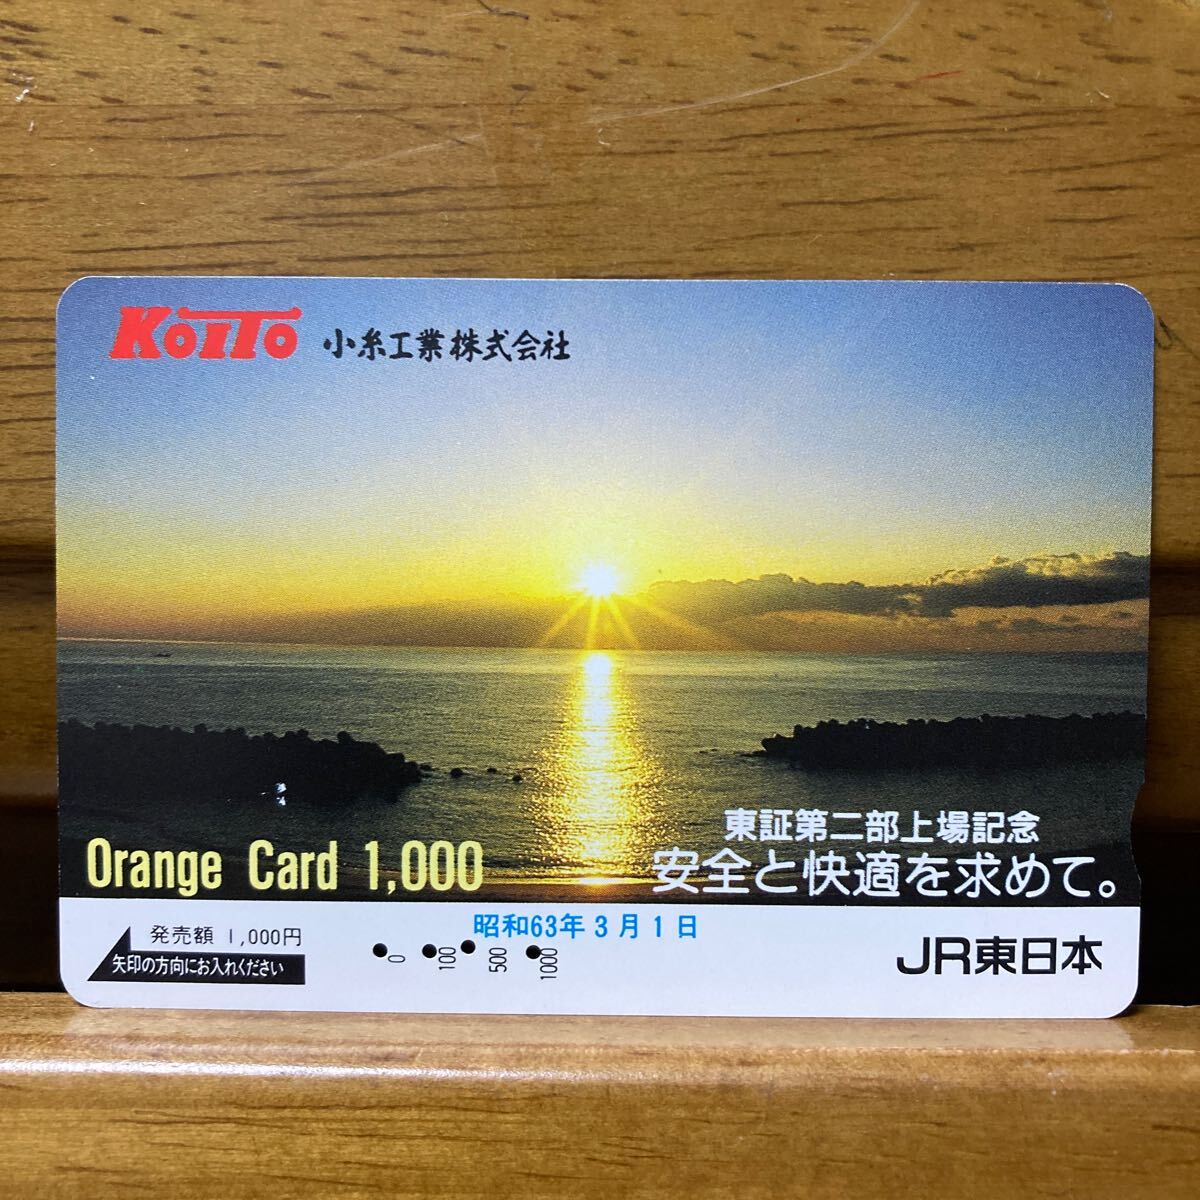 KOITO 小糸工業株式会社
東証第二部上場記念
Orange Card 1,000
安全と快適を求めて。
昭和63年3月1日
発売額 1,000円
矢印の方向にお入れください
0 100 500 1000
JR東日本